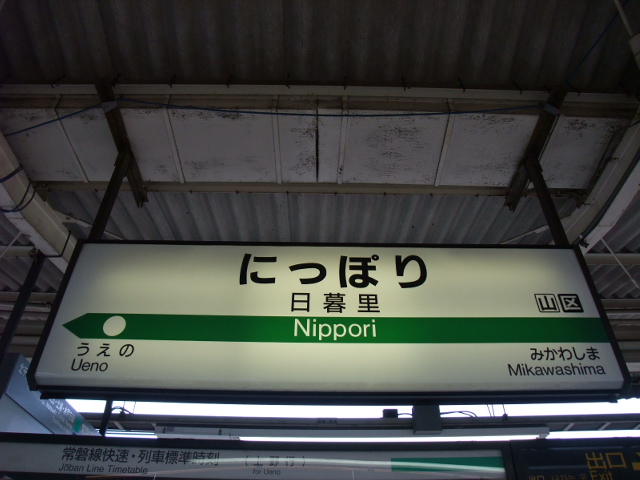 にっぽり
日暮里
山 区
Nippori
うえの
Ueno
みかわしま
Mikawashima
常磐線快速・列車標準時刻 (上野行)
Jōban Line Timetable for Ueno
出口
Exit